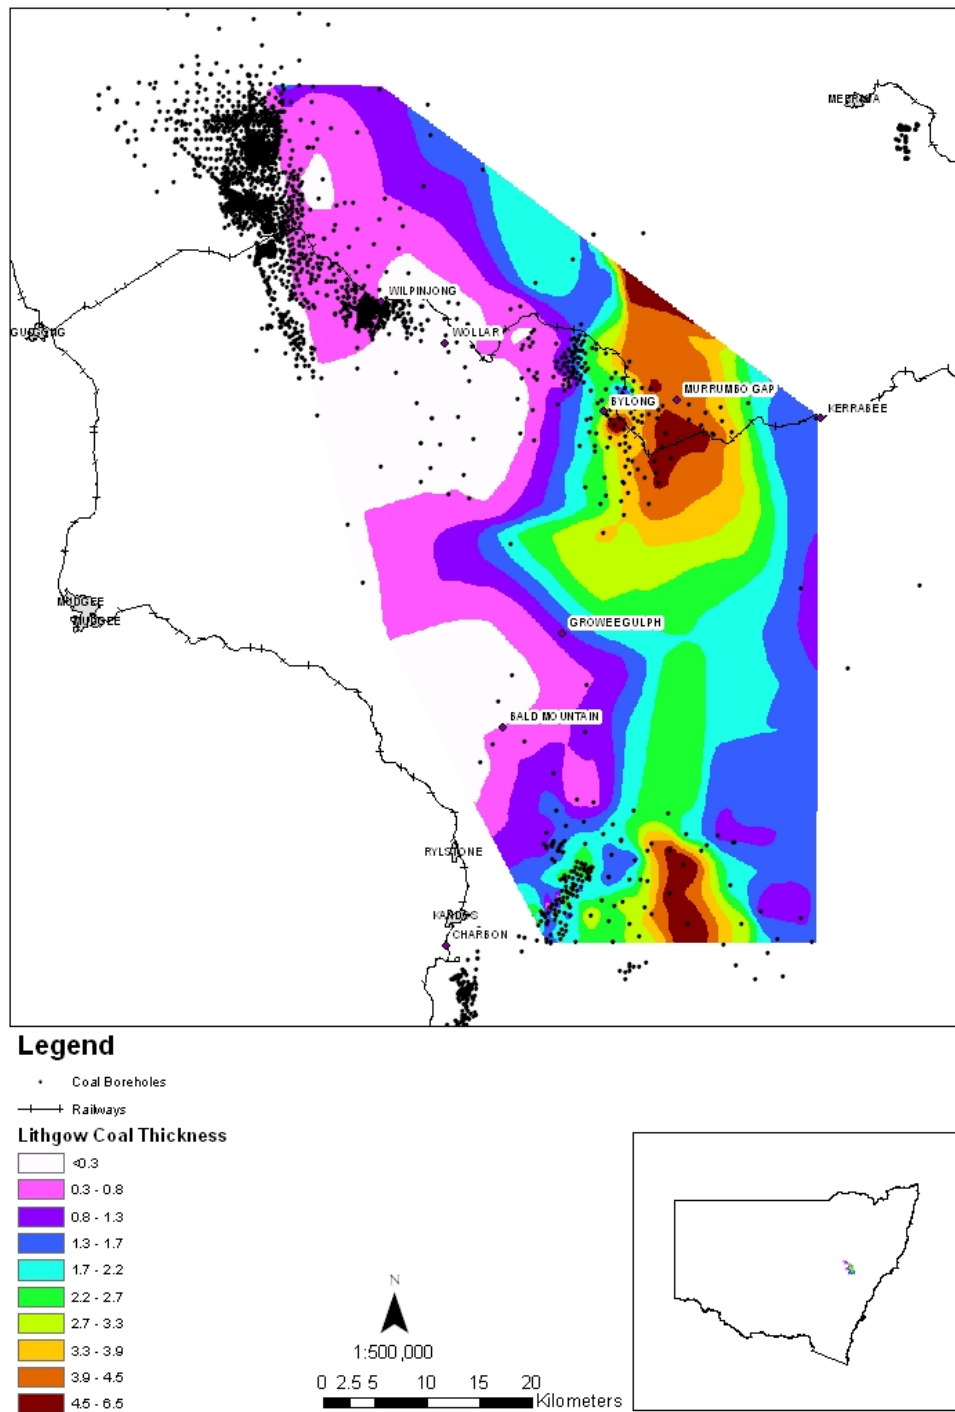 MERRIWA
WILPINJONG
GULGONG
WOLLAR
MURRUMBO GAP
BYLONG
KERRABEE
MUDGEE
MUDGEE
GROWEEGULPH
BALD MOUNTAIN
RYLSTONE
KANDOS
CHARBON
Legend
Coal Boreholes
Railways
Lithgow Coal Thickness
<0.3
0.3 - 0.8
0.8 - 1.3
1.3 - 1.7
1.7 - 2.2
2.2 - 2.7
2.7 - 3.3
3.3 - 3.9
3.9 - 4.5
4.5 - 6.5
N
1:500,000
0 2.5 5 10 15 20
Kilometers